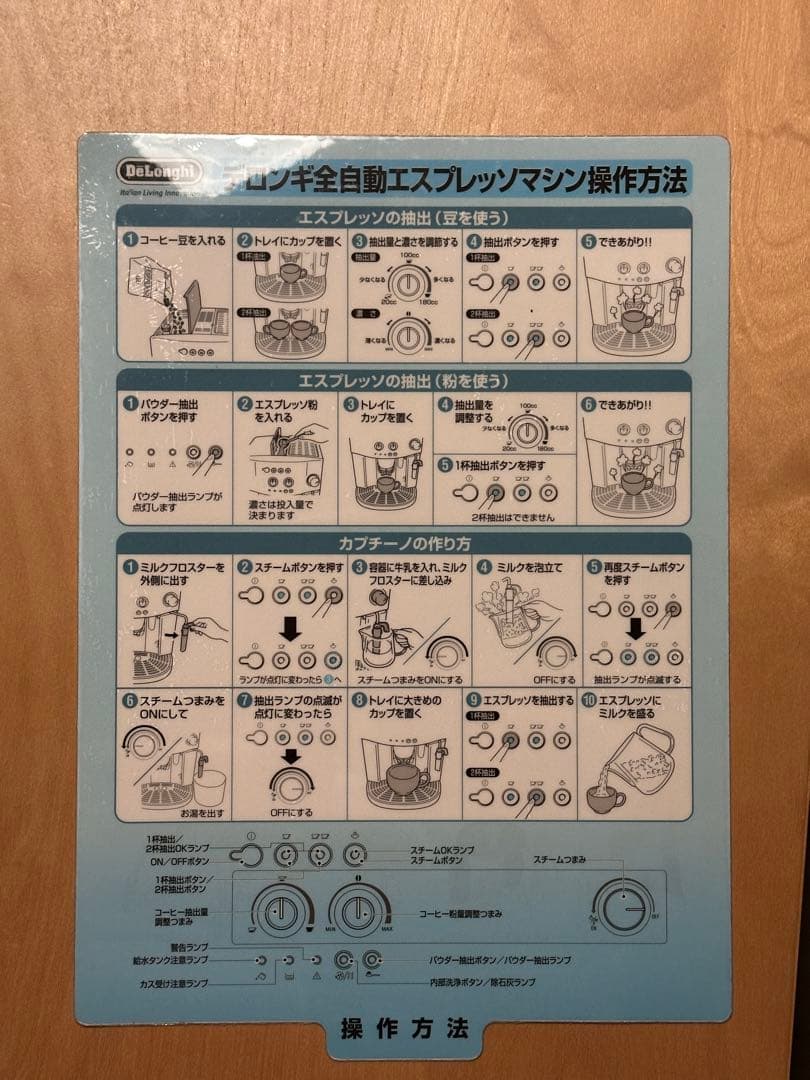 DeLonghi
Italian Living Innovation
デロンギ全自動エスプレッソマシン操作方法
エスプレッソの抽出(豆を使う)
1 コーヒー豆を入れる
2 トレイにカップを置く
1杯抽出
2杯抽出
3 抽出量と濃さを調節する
抽出量
100cc
少なくなる
多くなる
20cc
180cc
濃さ
薄くなる
濃くなる
MIN
MAX
4 抽出ボタンを押す
1杯抽出
2杯抽出
5 できあがり!!
エスプレッソの抽出(粉を使う)
1 パウダー抽出
ボタンを押す
パウダー抽出ランプが
点灯します
2 エスプレッソ粉
を入れる
濃さは投入量で
決まります
3 トレイに
カップを置く
4 抽出量を
調整する
100cc
少なくなる
多くなる
20cc
180cc
5 1杯抽出ボタンを押す
2杯抽出はできません
6 できあがり!!
カプチーノの作り方
1 ミルクフロスターを
外側に出す
2 スチームボタンを押す
ランプが点灯に変わったら3へ
3 容器に牛乳を入れ、ミルク
フロスターに差し込み
スチームつまみをONにする
4 ミルクを泡立て
OFFにする
5 再度スチームボタン
を押す
抽出ランプが点滅する
6 スチームつまみを
ONにして
お湯を出す
7 抽出ランプの点滅が
点灯に変わったら
OFFにする
8 トレイに大きめの
カップを置く
9 エスプレッソを抽出する
1杯抽出
2杯抽出
10 エスプレッソに
ミルクを盛る
1杯抽出/
2杯抽出OKランプ
ON/OFFボタン
スチームOKランプ
スチームボタン
スチームつまみ
1杯抽出ボタン/
2杯抽出ボタン
コーヒー抽出量
調整つまみ
コーヒー粉量調整つまみ
MIN
MAX
ON
OFF
警告ランプ
給水タンク注意ランプ
カス受け注意ランプ
パウダー抽出ボタン/パウダー抽出ランプ
内部洗浄ボタン/除石灰ランプ
操作方法